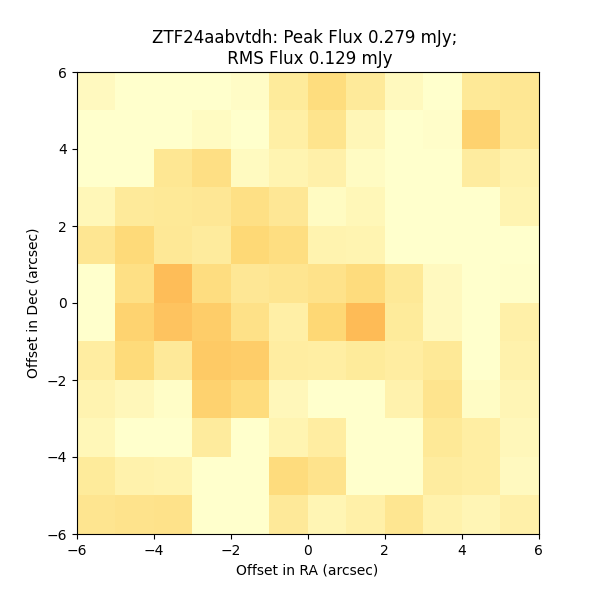 ZTF24aabvtdh: Peak Flux 0.279 mJy;
RMS Flux 0.129 mJy
6
4
2
0
−2
−4
−6
Offset in Dec (arcsec)
−6 −4 −2 0 2 4 6
Offset in RA (arcsec)